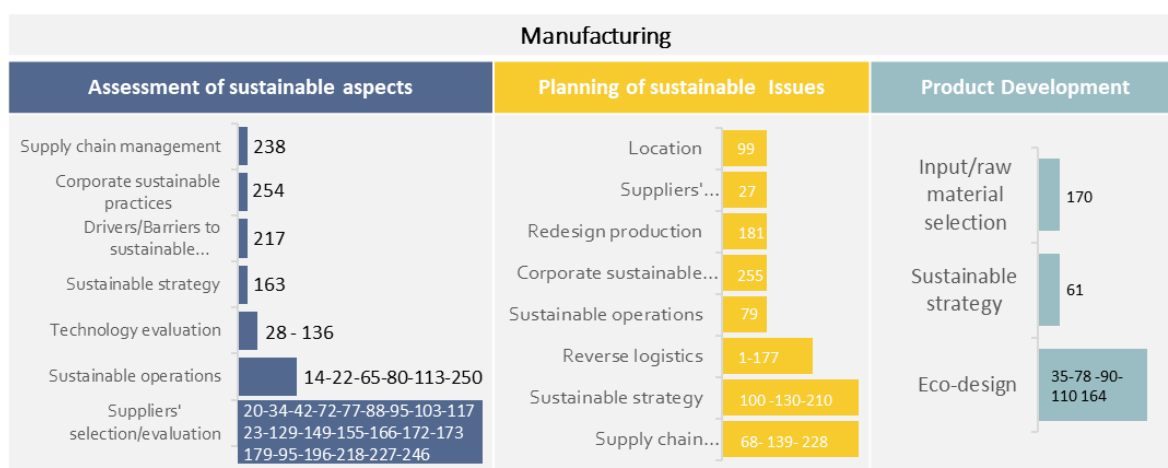 Manufacturing
Assessment of sustainable aspects
Supply chain management
238
Corporate sustainable
practices
254
Drivers/Barriers to
sustainable...
217
Sustainable strategy
163
Technology evaluation
28 - 136
Sustainable operations
14-22-65-80-113-250
Suppliers'
selection/evaluation
20-34-42-72-77-88-95-103-117
23-129-149-155-166-172-173
179-95-196-218-227-246
Planning of sustainable Issues
Location
99
Suppliers'...
27
Redesign production
181
Corporate sustainable...
255
Sustainable operations
79
Reverse logistics
1-177
Sustainable strategy
100 -130-210
Supply chain...
68- 139- 228
Product Development
Input/raw
material
selection
170
Sustainable
strategy
61
Eco-design
35-78 -90-
110 164